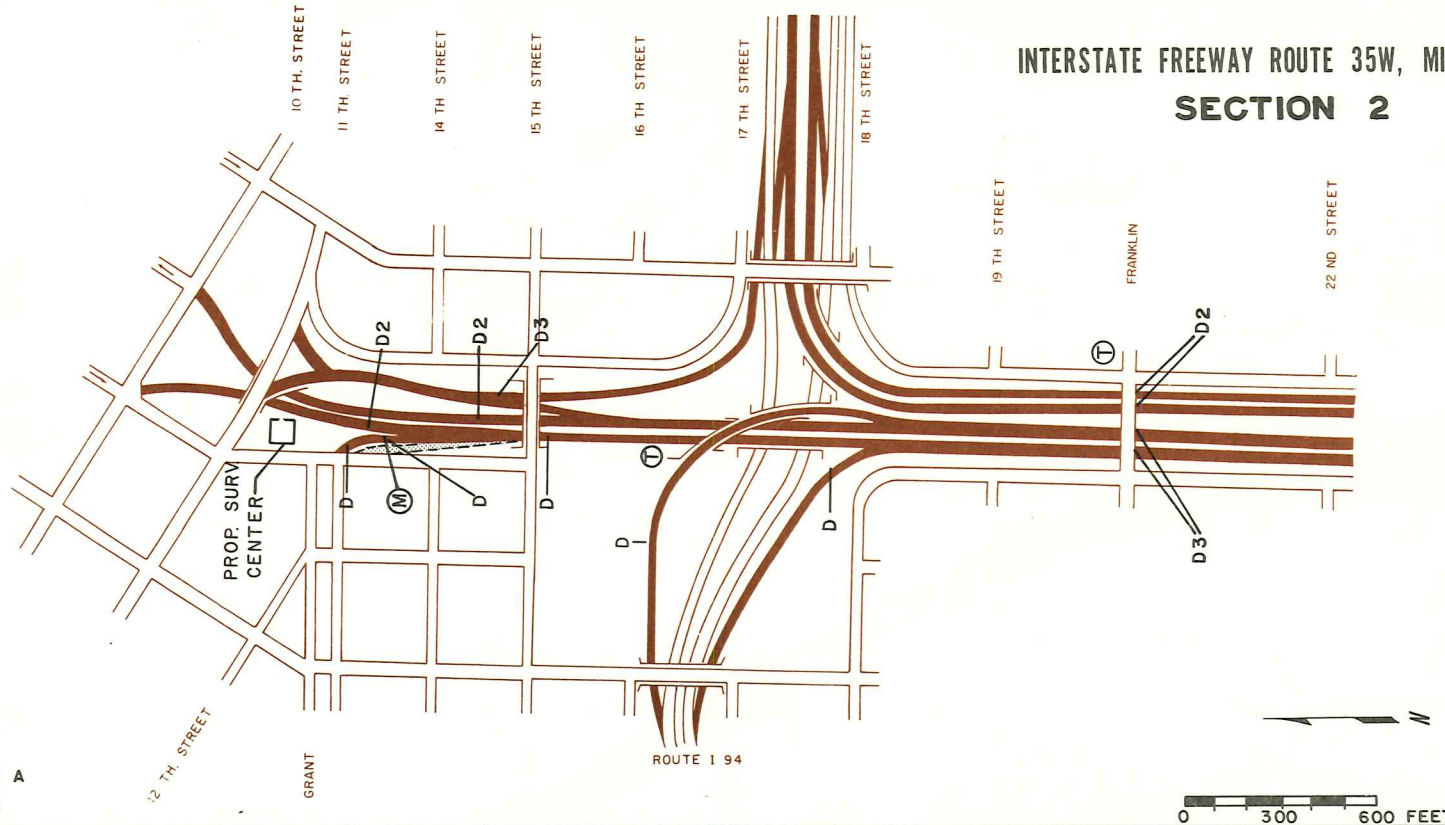 INTERSTATE FREEWAY ROUTE 35W, MI
SECTION 2
10 TH. STREET
11 TH. STREET
14 TH STREET
15 TH STREET
16 TH STREET
17 TH STREET
18 TH STREET
19 TH STREET
FRANKLIN
22 ND STREET
D2
D2
D3
D2
T
PROP. SURV
CENTER
D
M
D
D
T
D
D
D3
12 TH. STREET
GRANT
ROUTE I 94
A
N
0 300 600 FEET